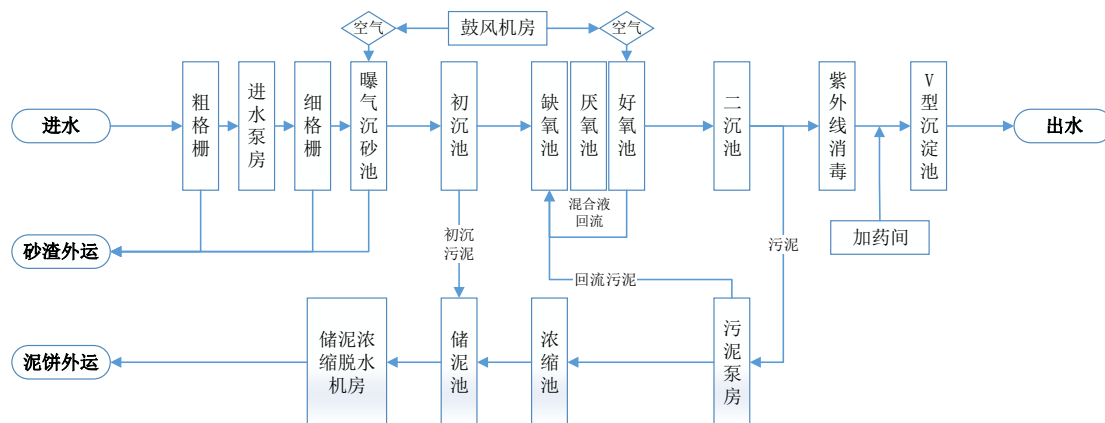 空气
鼓风机房
空气
进水
粗格栅
进水泵房
细格栅
曝气沉砂池
初沉池
缺氧池
厌氧池
好氧池
二沉池
紫外线消毒
V型沉淀池
出水
混合液
回流
砂渣外运
初沉
污泥
污泥
加药间
回流污泥
泥饼外运
储泥浓
缩脱水
机房
储泥池
浓缩池
污泥泵房